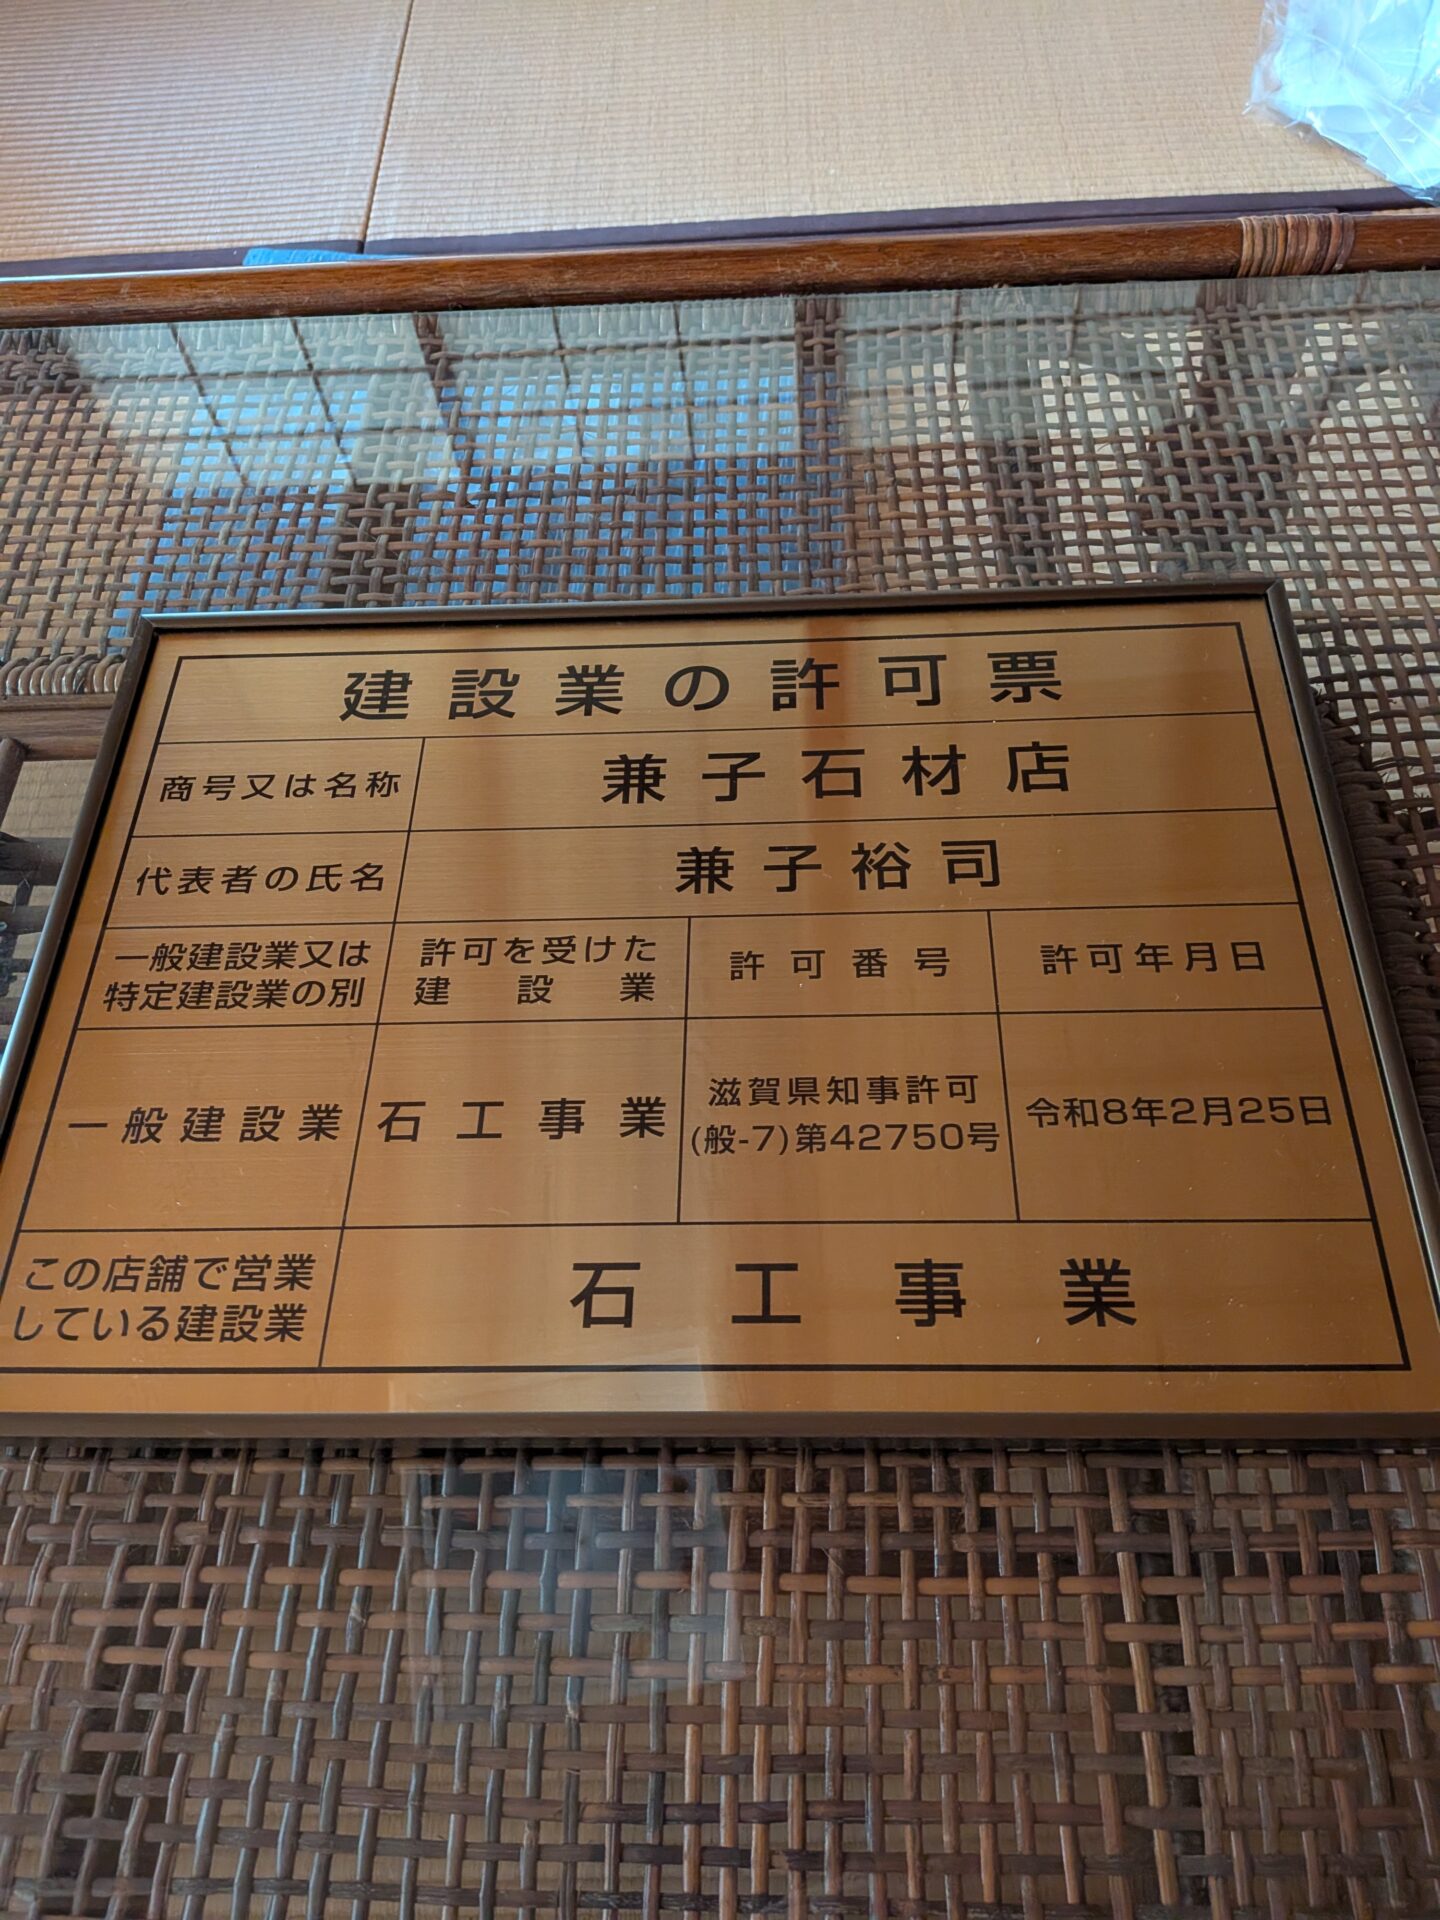 建設業の許可票
商号又は名称 兼子石材店
代表者の氏名 兼子裕司
一般建設業又は
特定建設業の別
許可を受けた
建設業
許可番号
許可年月日
一般建設業
石工事業
滋賀県知事許可
(般-7)第42750号
令和8年2月25日
この店舗で営業
している建設業
石工事業